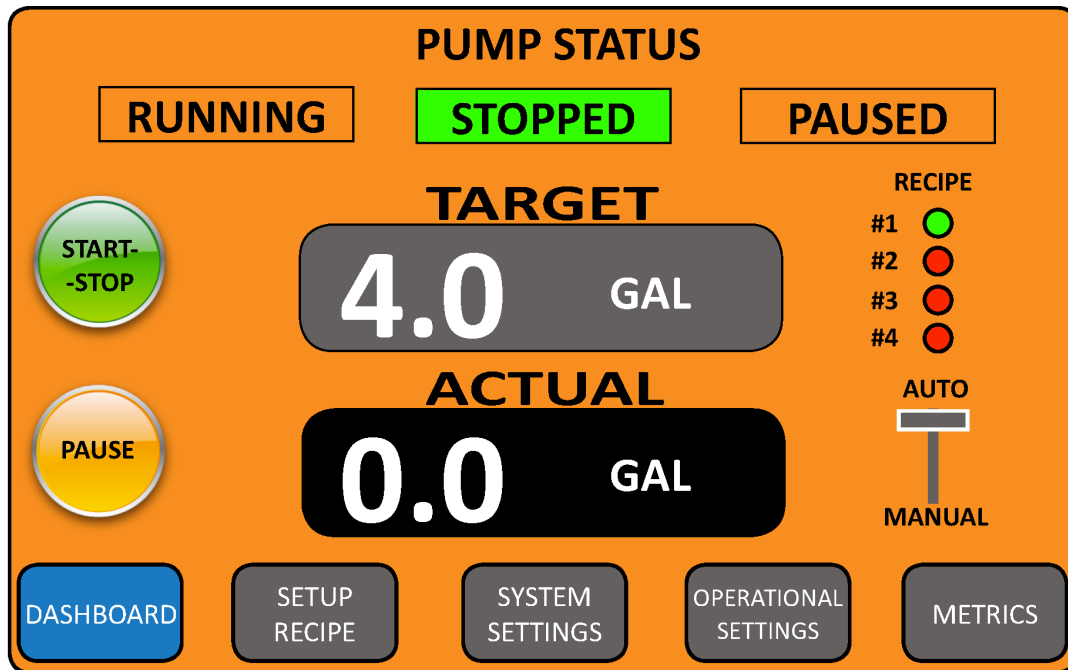 PUMP STATUS
RUNNING
STOPPED
PAUSED
RECIPE
#1
#2
#3
#4
START-
-STOP
TARGET
4.0 GAL
AUTO
MANUAL
PAUSE
ACTUAL
0.0 GAL
DASHBOARD
SETUP
RECIPE
SYSTEM
SETTINGS
OPERATIONAL
SETTINGS
METRICS